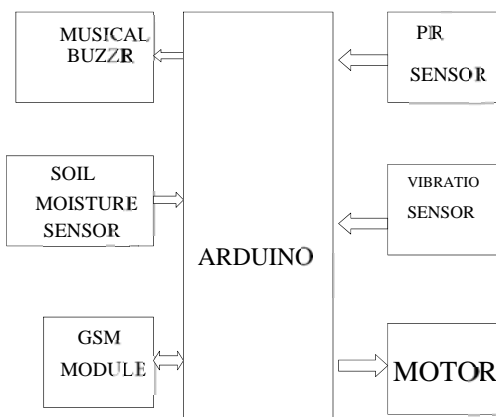 MUSICAL
BUZZR
SOIL
MOISTURE
SENSOR
GSM
MODULE
ARDUINO
PIR
SENSOR
VIBRATIO
SENSOR
MOTOR